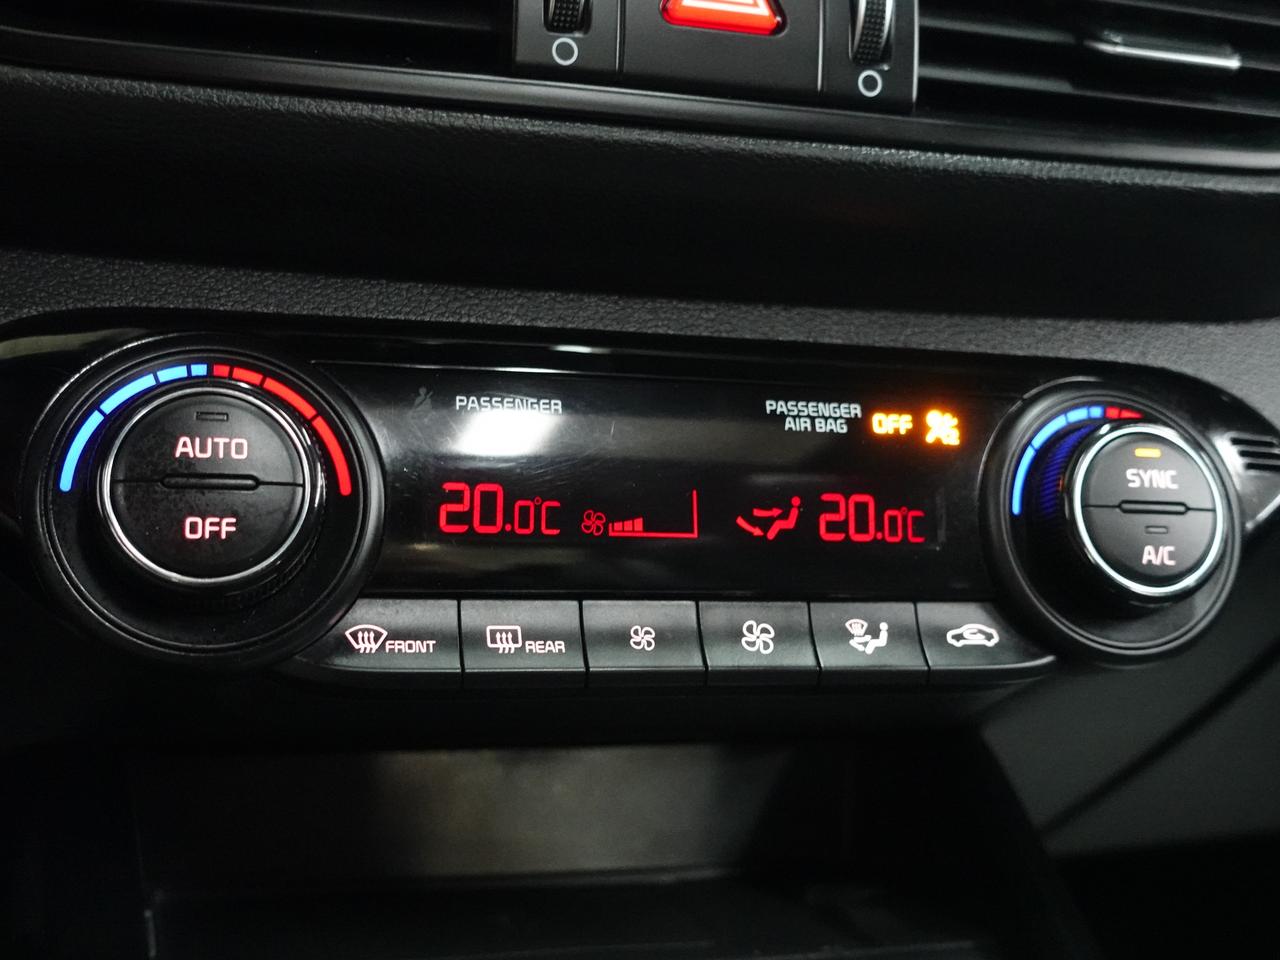 PASSENGER
PASSENGER
AIR BAG
OFF
AUTO
OFF
20.0°C
20.0°C
SYNC
A/C
FRONT
REAR